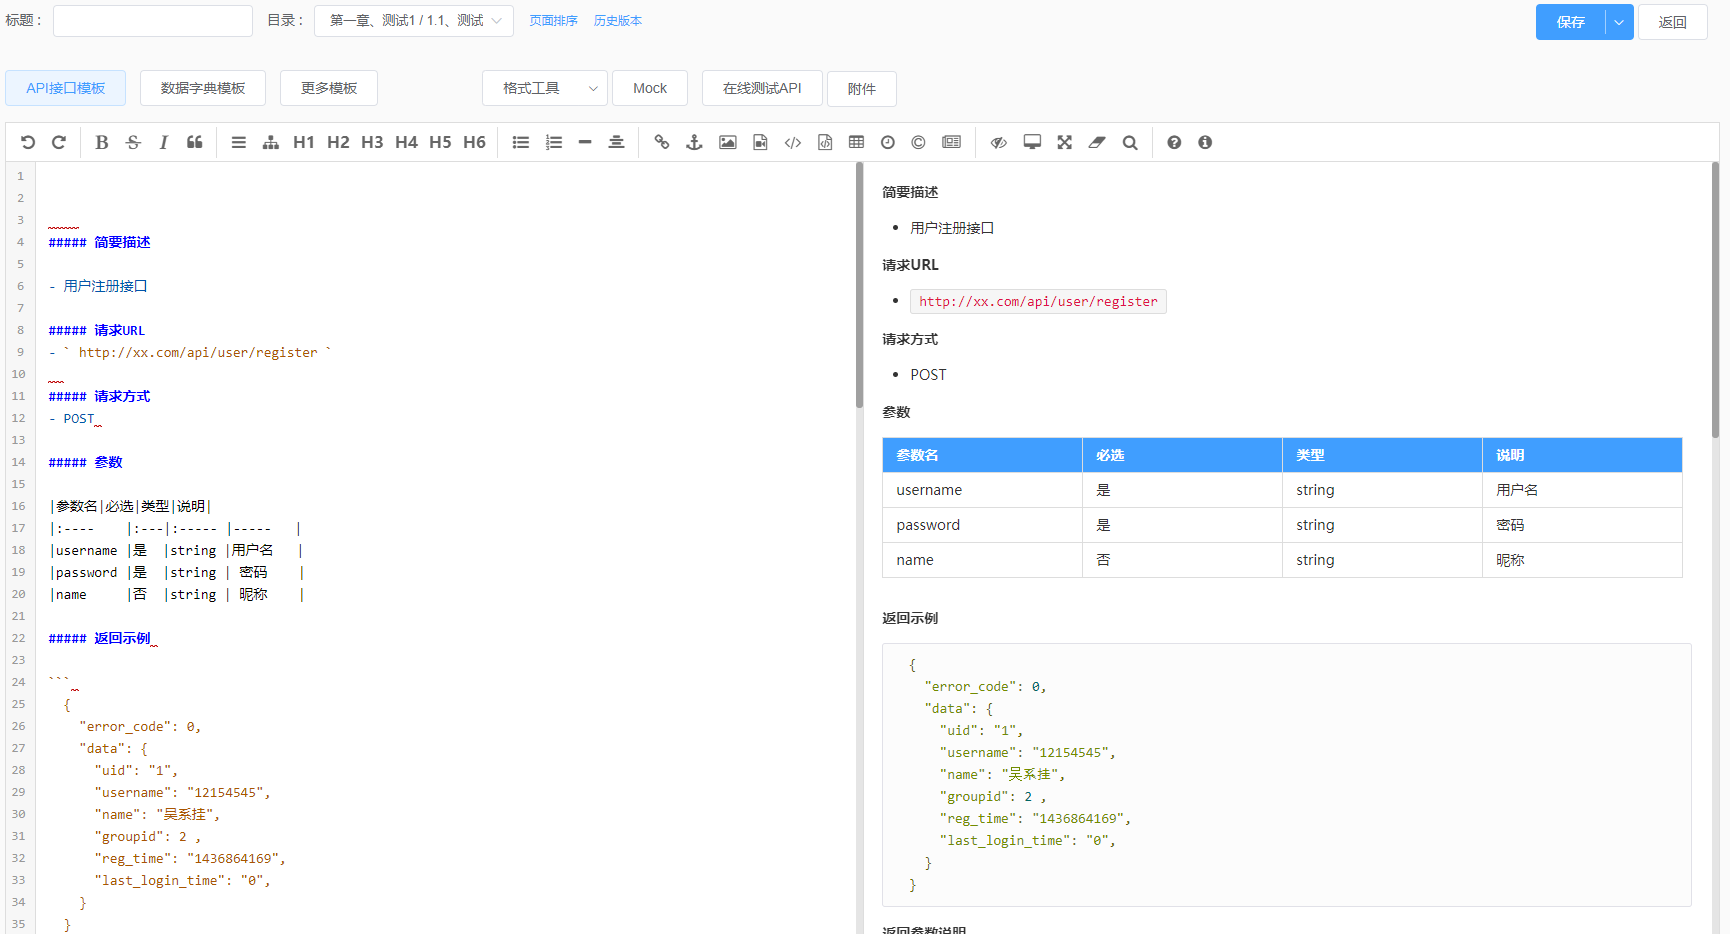 标题： 目录： 第一章、测试1 / 1.1、测试 页面排序 历史版本 保存 返回
API接口模板 数据字典模板 更多模板 格式工具 Mock 在线测试API 附件
B S I H1 H2 H3 H4 H5 H6
1
2
3
4 ##### 简要描述
5
6 - 用户注册接口
7
8 ##### 请求URL
9 - ` http://xx.com/api/user/register `
10
11 ##### 请求方式
12 - POST
13
14 ##### 参数
15
16 |参数名|必选|类型|说明|
17 |:---- |:---|:----- |----- |
18 |username |是 |string |用户名 |
19 |password |是 |string | 密码 |
20 |name |否 |string | 昵称 |
21
22 ##### 返回示例
23
24 ```
25 {
26 "error_code": 0,
27 "data": {
28 "uid": "1",
29 "username": "12154545",
30 "name": "吴系挂",
31 "groupid": 2 ,
32 "reg_time": "1436864169",
33 "last_login_time": "0",
34 }
35 }
简要描述
• 用户注册接口
请求URL
• http://xx.com/api/user/register
请求方式
• POST
参数
参数名 必选 类型 说明
username 是 string 用户名
password 是 string 密码
name 否 string 昵称
返回示例
{
"error_code": 0,
"data": {
"uid": "1",
"username": "12154545",
"name": "吴系挂",
"groupid": 2 ,
"reg_time": "1436864169",
"last_login_time": "0",
}
}
返回参数说明